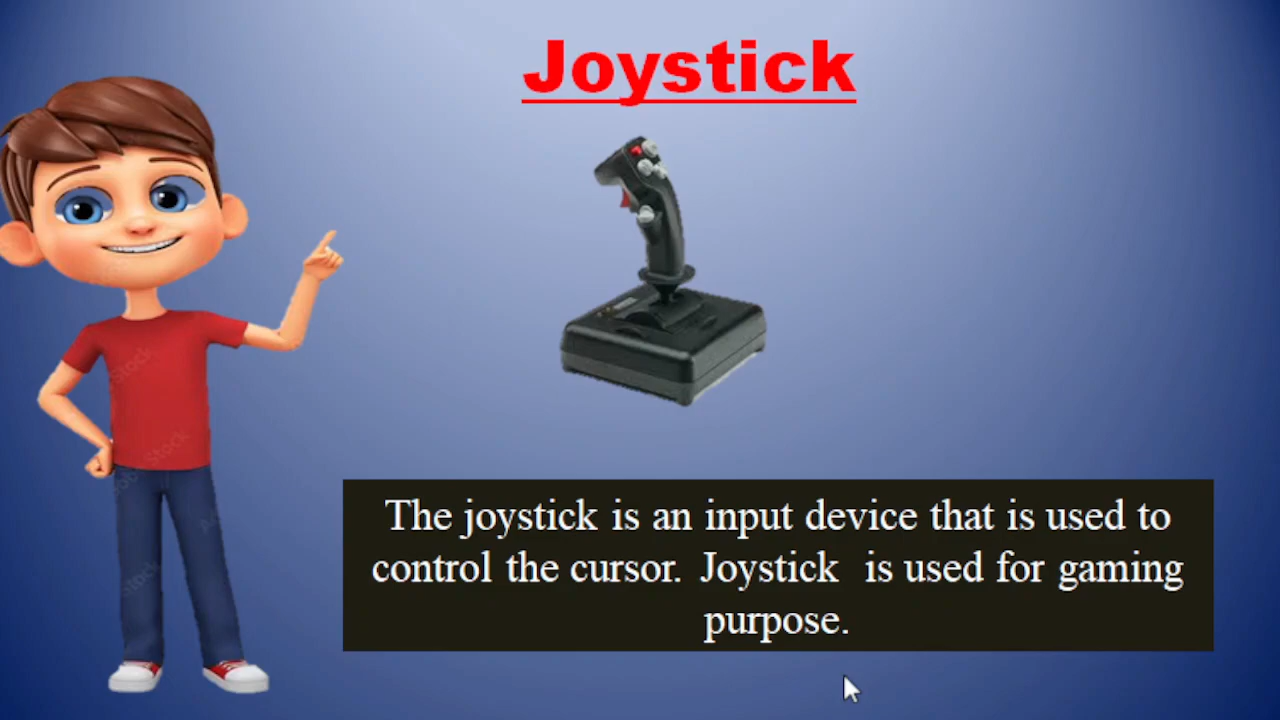 Joystick
The joystick is an input device that is used to
control the cursor. Joystick is used for gaming
purpose.